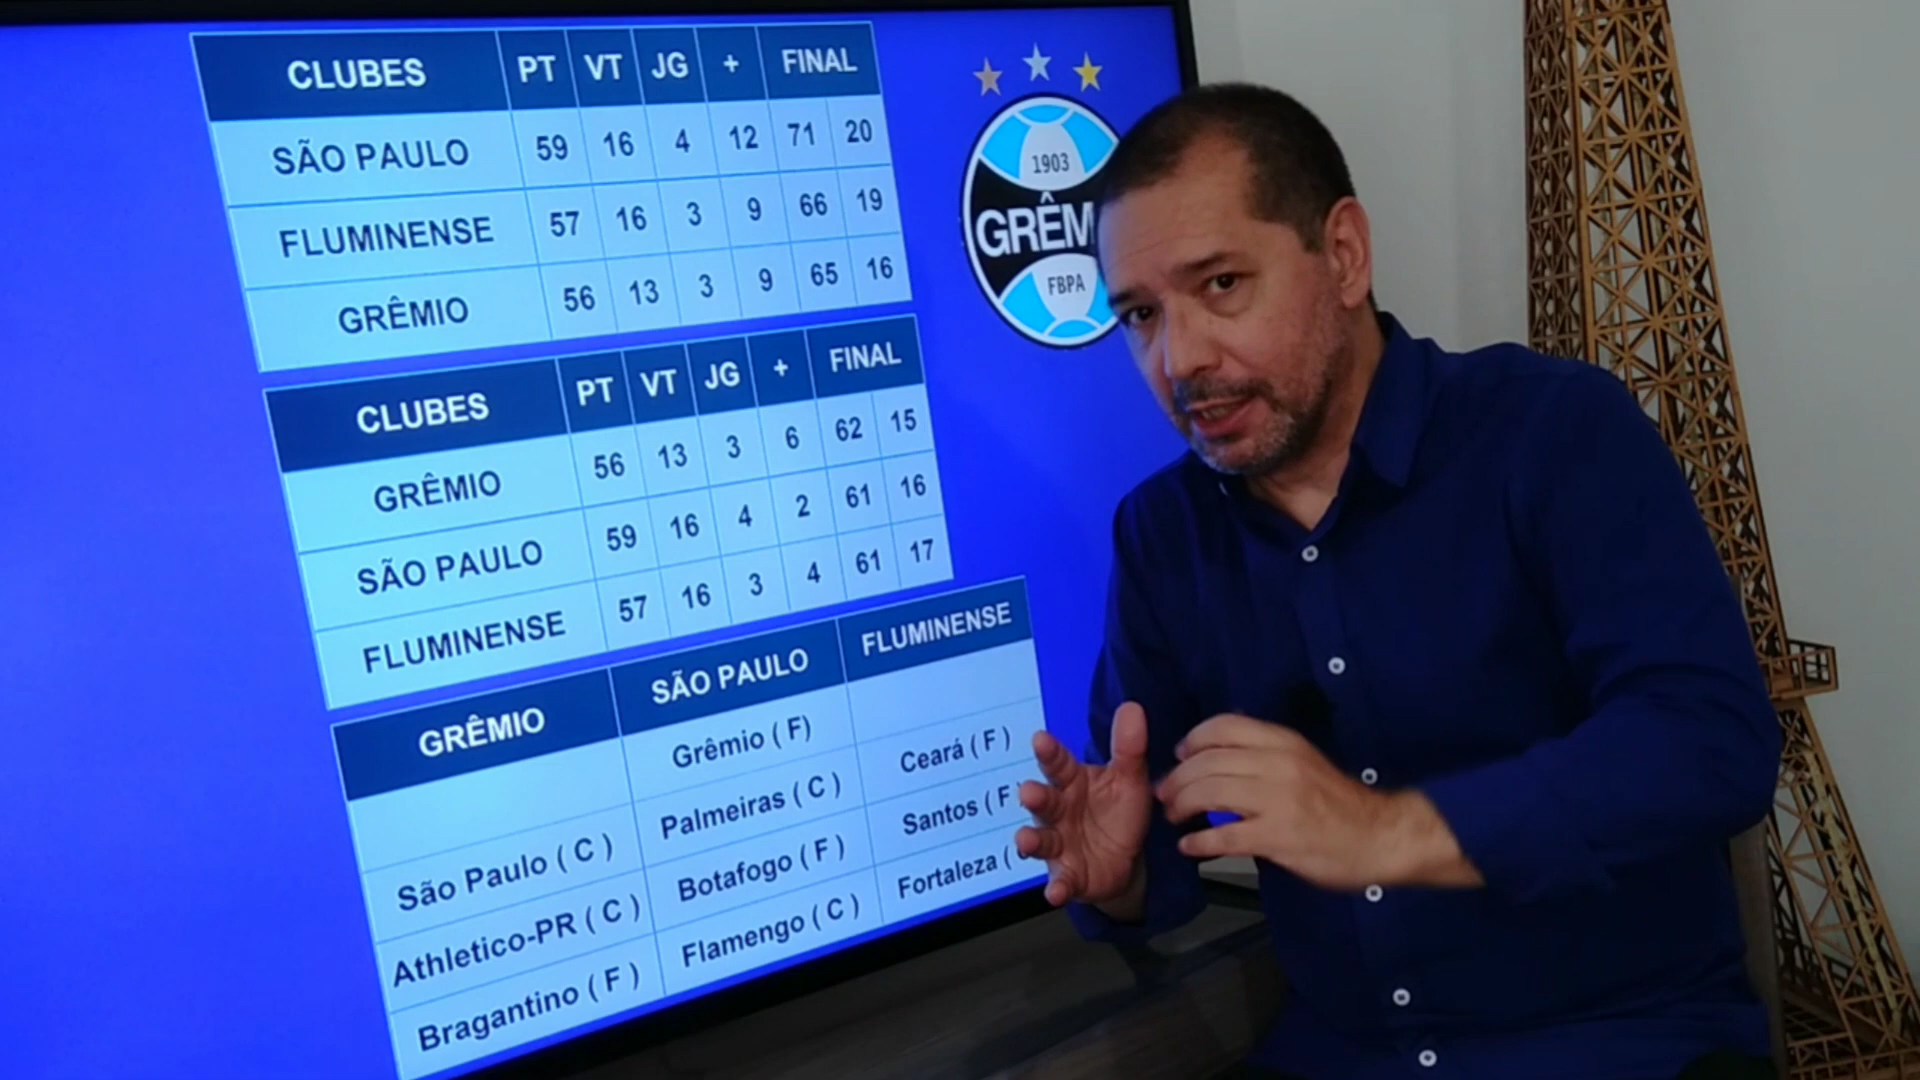 CLUBES PT VT JG + FINAL
SÃO PAULO 59 16 4 12 71 20
FLUMINENSE 57 16 3 9 66 19
GRÊMIO 56 13 3 9 65 16
1903
FBPA
CLUBES PT VT JG + FINAL
GRÊMIO 56 13 3 6 62 15
SÃO PAULO 59 16 4 2 61 16
FLUMINENSE 57 16 3 4 61 17
GRÊMIO SÃO PAULO FLUMINENSE
Grêmio ( F)
São Paulo ( C ) Palmeiras ( C ) Ceará ( F )
Athletico-PR ( C ) Botafogo ( F ) Santos ( F
Bragantino ( F ) Flamengo ( C ) Fortaleza (